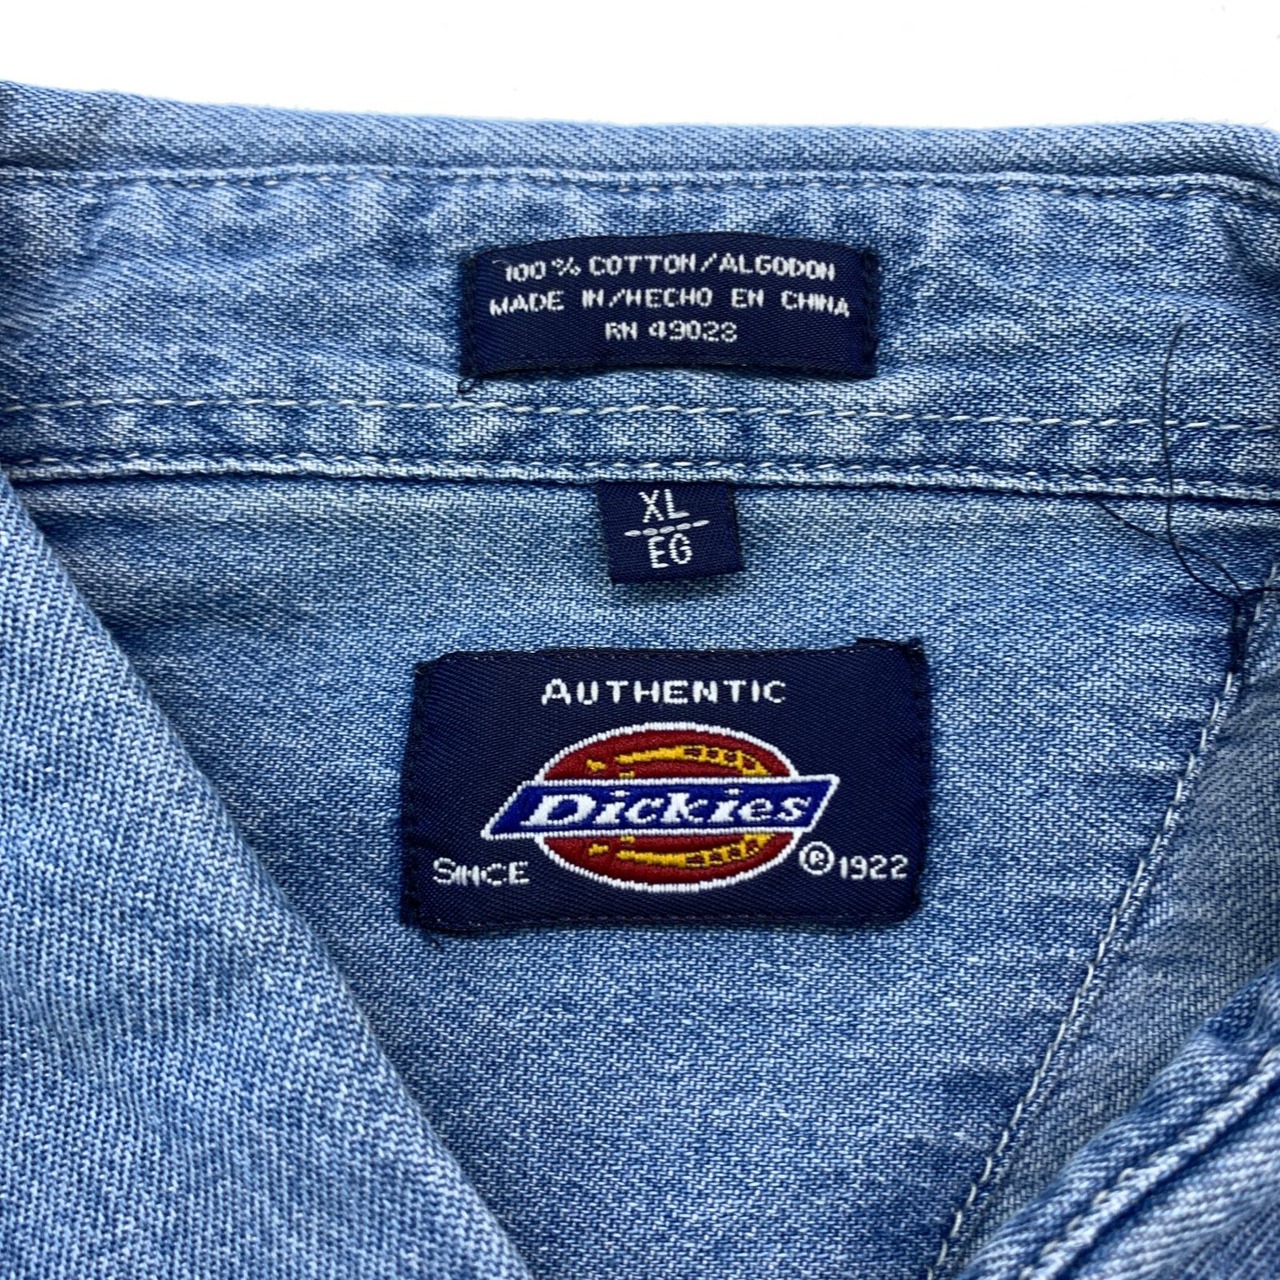 100% COTTON/ALGODON
MADE IN/HECHO EN CHINA
RN 49028
XL
EG
AUTHENTIC
Dickies
SINCE ® 1922